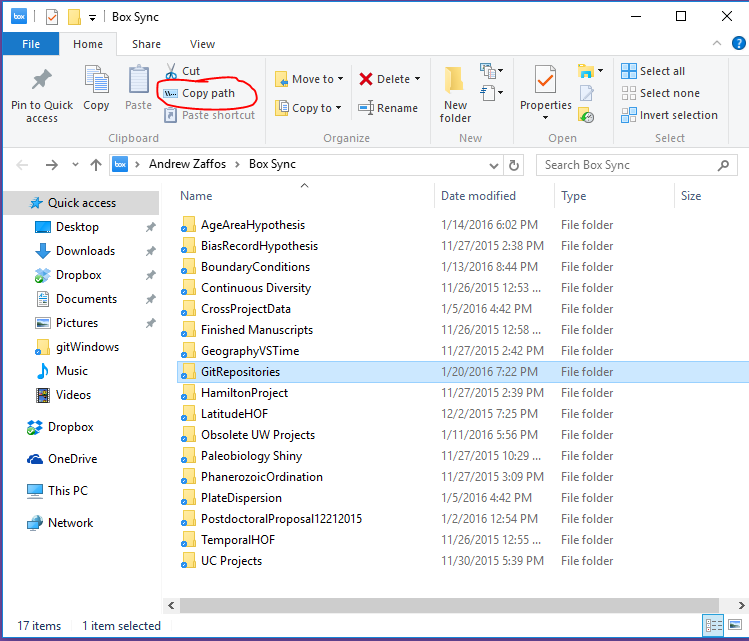 box Box Sync
File Home Share View
Pin to Quick access
Copy
Paste
Cut
Copy path
Paste shortcut
Clipboard
Move to
Copy to
Delete
Rename
Organize
New folder
New
Properties
Open
Select all
Select none
Invert selection
Select
box Andrew Zaffos Box Sync
Search Box Sync
Quick access
Desktop
Downloads
Dropbox
Documents
Pictures
gitWindows
Music
Videos
Dropbox
OneDrive
This PC
Network
Name Date modified Type Size
AgeAreaHypothesis 1/14/2016 6:02 PM File folder
BiasRecordHypothesis 11/27/2015 2:38 PM File folder
BoundaryConditions 1/13/2016 8:44 PM File folder
Continuous Diversity 11/26/2015 12:53 ... File folder
CrossProjectData 1/5/2016 4:42 PM File folder
Finished Manuscripts 11/26/2015 12:58 ... File folder
GeographyVSTime 11/27/2015 2:42 PM File folder
GitRepositories 1/20/2016 7:22 PM File folder
HamiltonProject 11/27/2015 2:39 PM File folder
LatitudeHOF 12/2/2015 7:25 PM File folder
Obsolete UW Projects 1/11/2016 5:56 PM File folder
Paleobiology Shiny 11/27/2015 10:29 ... File folder
PhanerozoicOrdination 11/27/2015 3:09 PM File folder
PlateDispersion 1/5/2016 4:42 PM File folder
PostdoctoralProposal12212015 1/2/2016 12:54 PM File folder
TemporalHOF 11/26/2015 12:55 ... File folder
UC Projects 11/30/2015 5:39 PM File folder
17 items 1 item selected